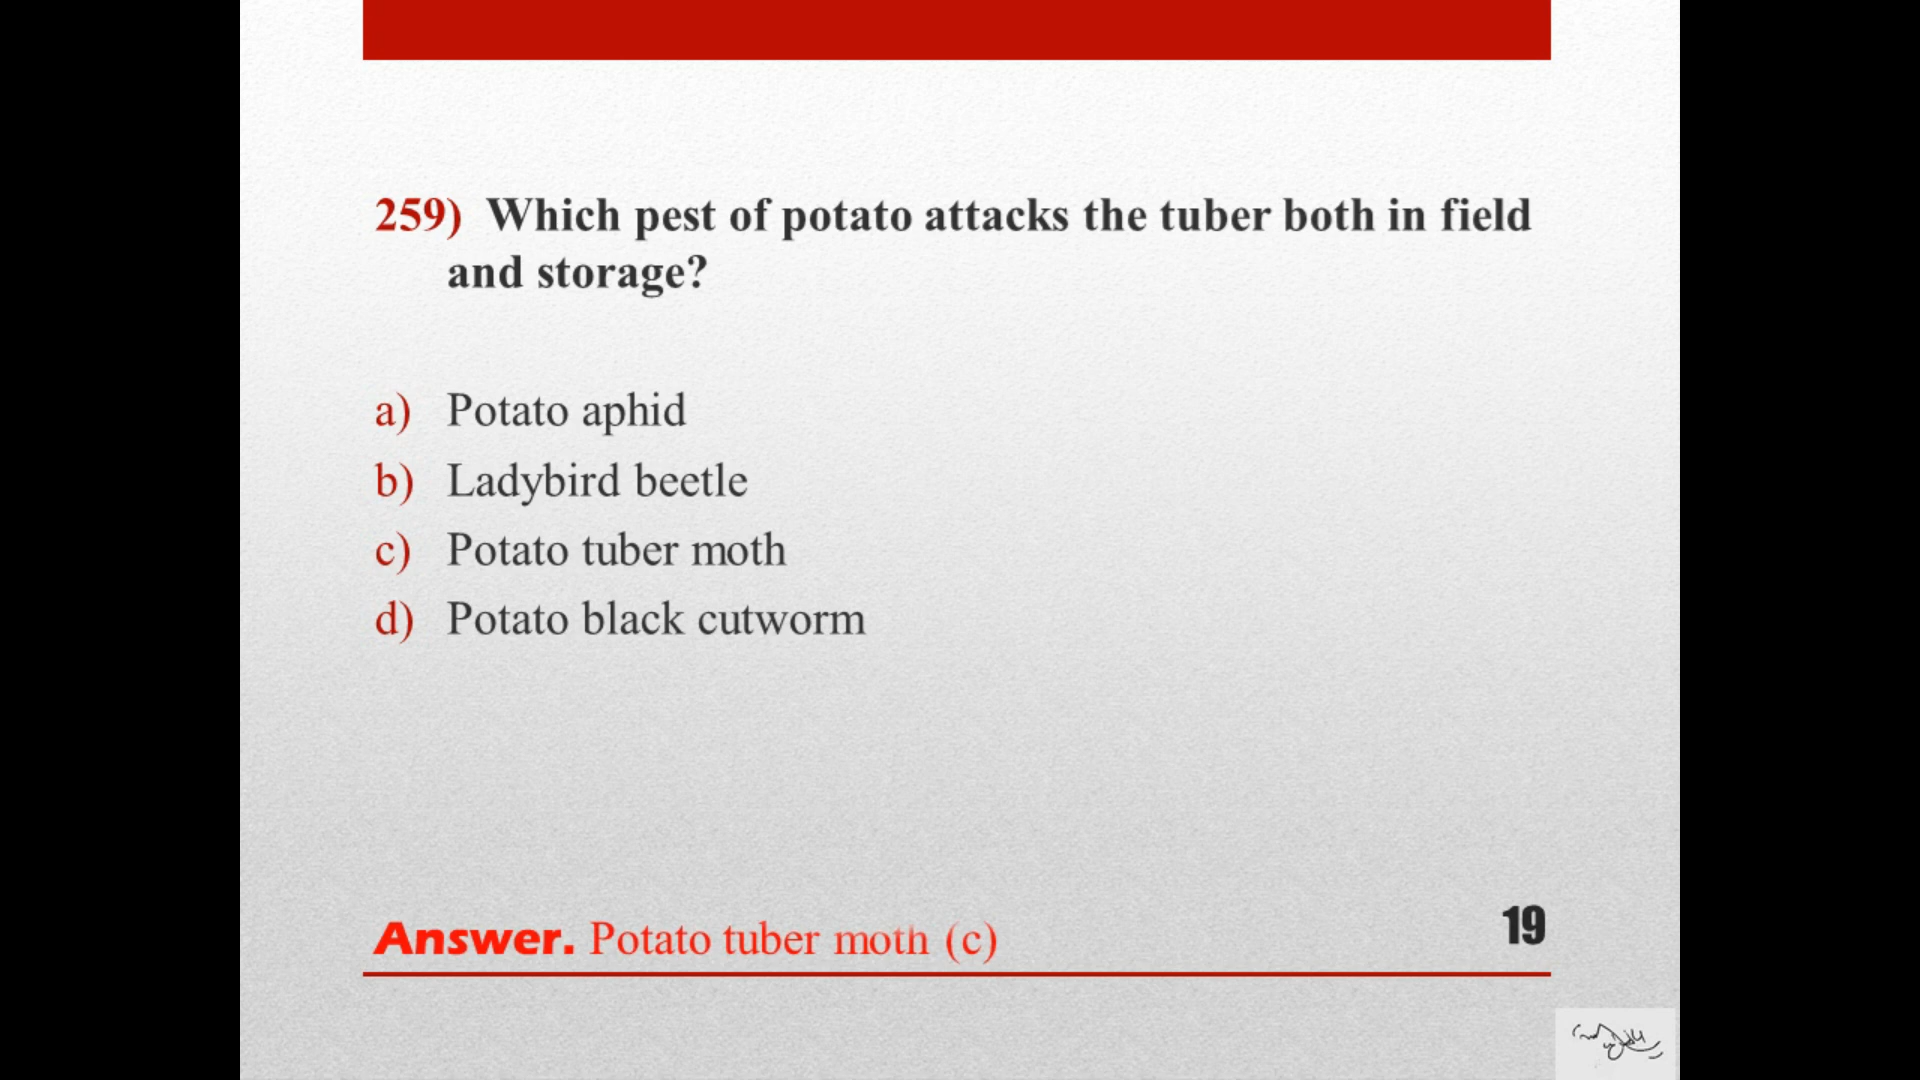 259) Which pest of potato attacks the tuber both in field
and storage?
a) Potato aphid
b) Ladybird beetle
c) Potato tuber moth
d) Potato black cutworm
Answer. Potato tuber moth (c)
19